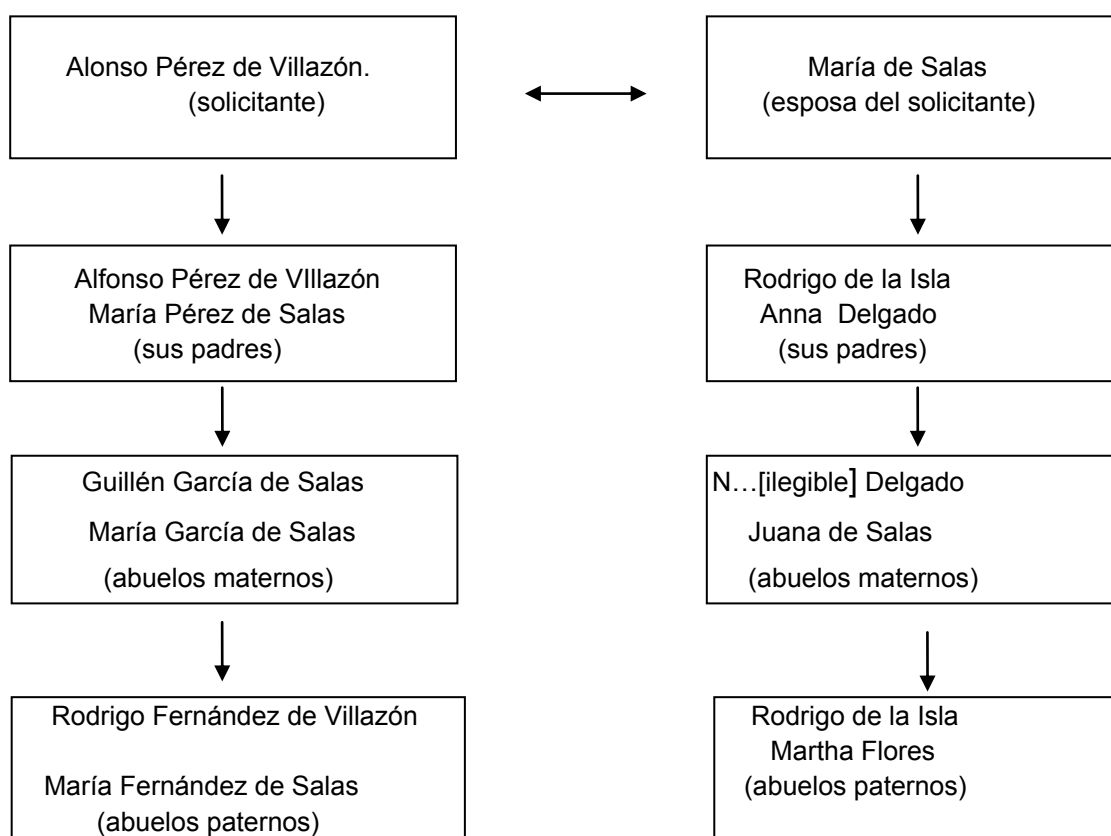 Alonso Pérez de Villazón.
(solicitante)
María de Salas
(esposa del solicitante)
Alfonso Pérez de VIllazón
María Pérez de Salas
(sus padres)
Rodrigo de la Isla
Anna Delgado
(sus padres)
Guillén García de Salas
María García de Salas
(abuelos maternos)
N…[ilegible] Delgado
Juana de Salas
(abuelos maternos)
Rodrigo Fernández de Villazón
María Fernández de Salas
(abuelos paternos)
Rodrigo de la Isla
Martha Flores
(abuelos paternos)